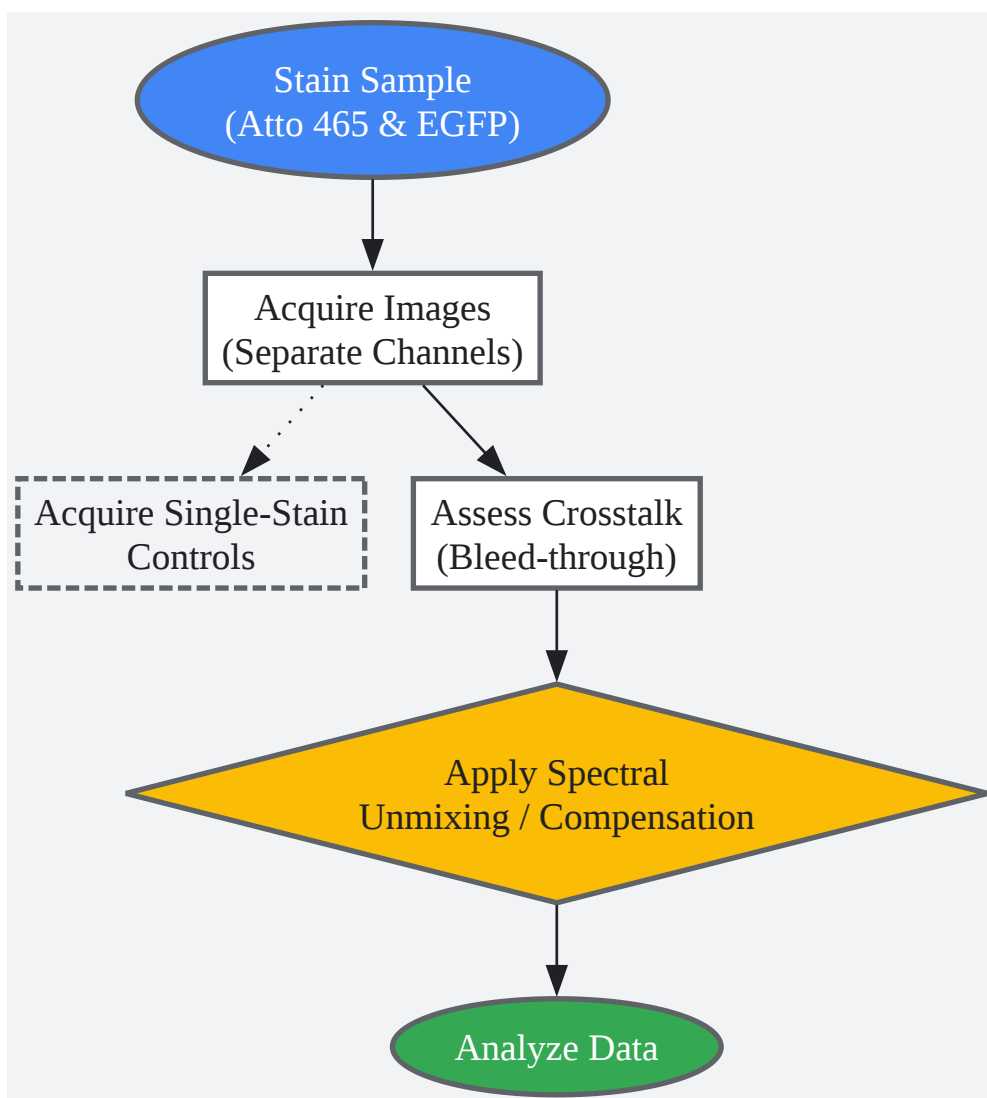 Stain Sample
(Atto 465 & EGFP)
Acquire Images
(Separate Channels)
Acquire Single-Stain
Controls
Assess Crosstalk
(Bleed-through)
Apply Spectral
Unmixing / Compensation
Analyze Data